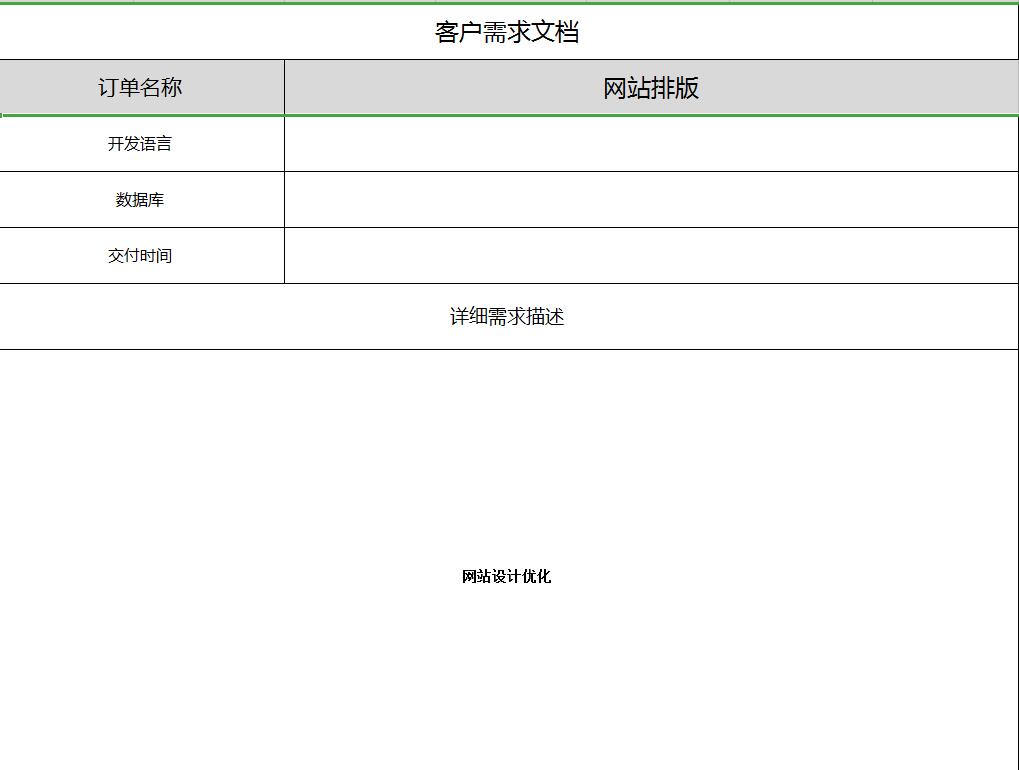 客户需求文档
订单名称
网站排版
开发语言
数据库
交付时间
详细需求描述
网站设计优化